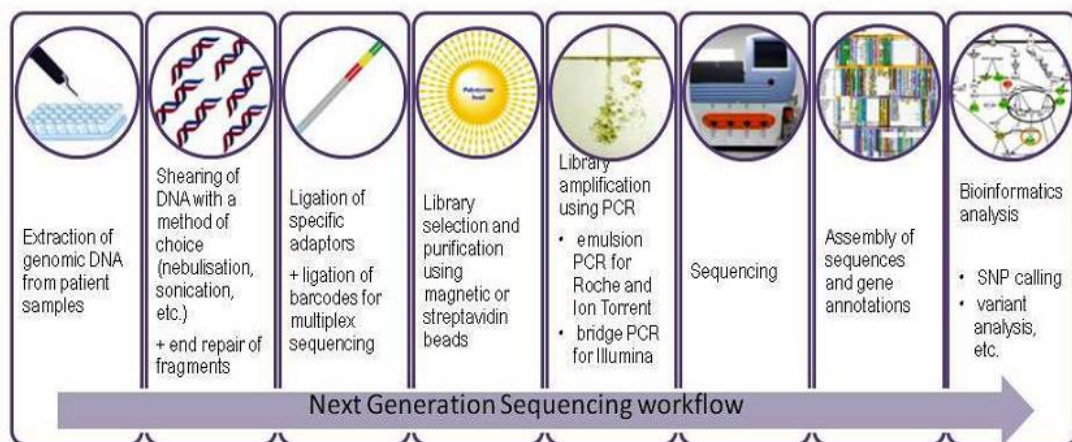 Extraction of
genomic DNA
from patient
samples
Shearing of
DNA with a
method of
choice
(nebulisation,
sonication,
etc.)
+ end repair of
fragments
Ligation of
specific
adaptors
+ ligation of
barcodes for
multiplex
sequencing
Library
selection and
purification
using
magnetic or
streptavidin
beads
Library
amplification
using PCR
• emulsion
PCR for
Roche and
Ion Torrent
• bridge PCR
for Illumina
Sequencing
Assembly of
sequences
and gene
annotations
Bioinformatics
analysis
• SNP calling
• variant
analysis,
etc.
Next Generation Sequencing workflow